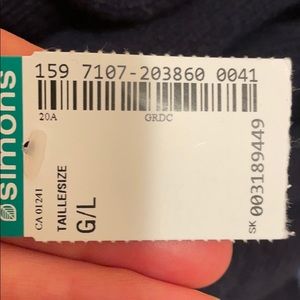 simons
159 7107-203860 0041
20A GRDC
CA 01241
TAILLE/SIZE
G/L
SK 003189449